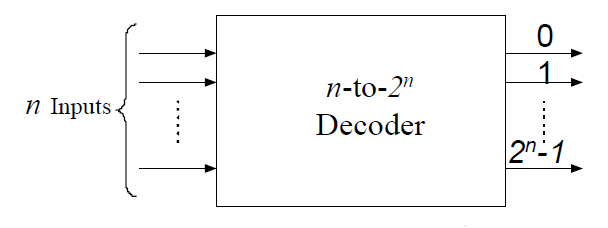 n Inputs
n-to-2ⁿ
Decoder
0
1
2ⁿ-1